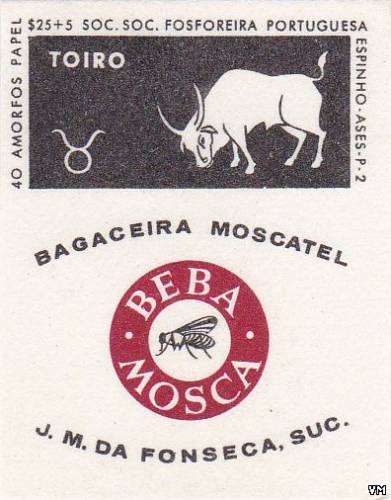 40 AMORFOS PAPEL
$25+5 SOC. SOC. FOSFOREIRA PORTUGUESA
ESPINHO-ASES-P-2
TOIRO
BAGACEIRA MOSCATEL
BEBA
MOSCA
J. M. DA FONSECA, SUC.
YM